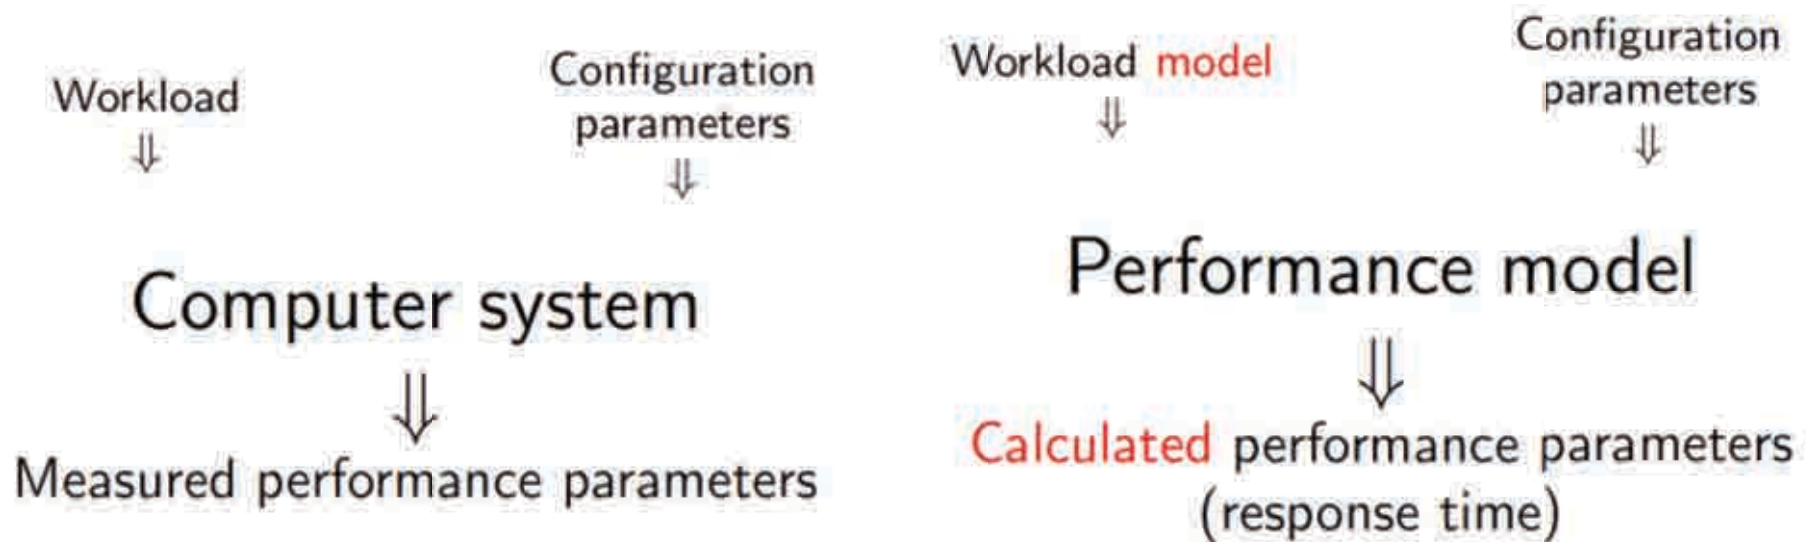 Workload
⇓
Configuration
parameters
⇓
Computer system
⇓
Measured performance parameters
Workload model
⇓
Configuration
parameters
⇓
Performance model
⇓
Calculated performance parameters
(response time)